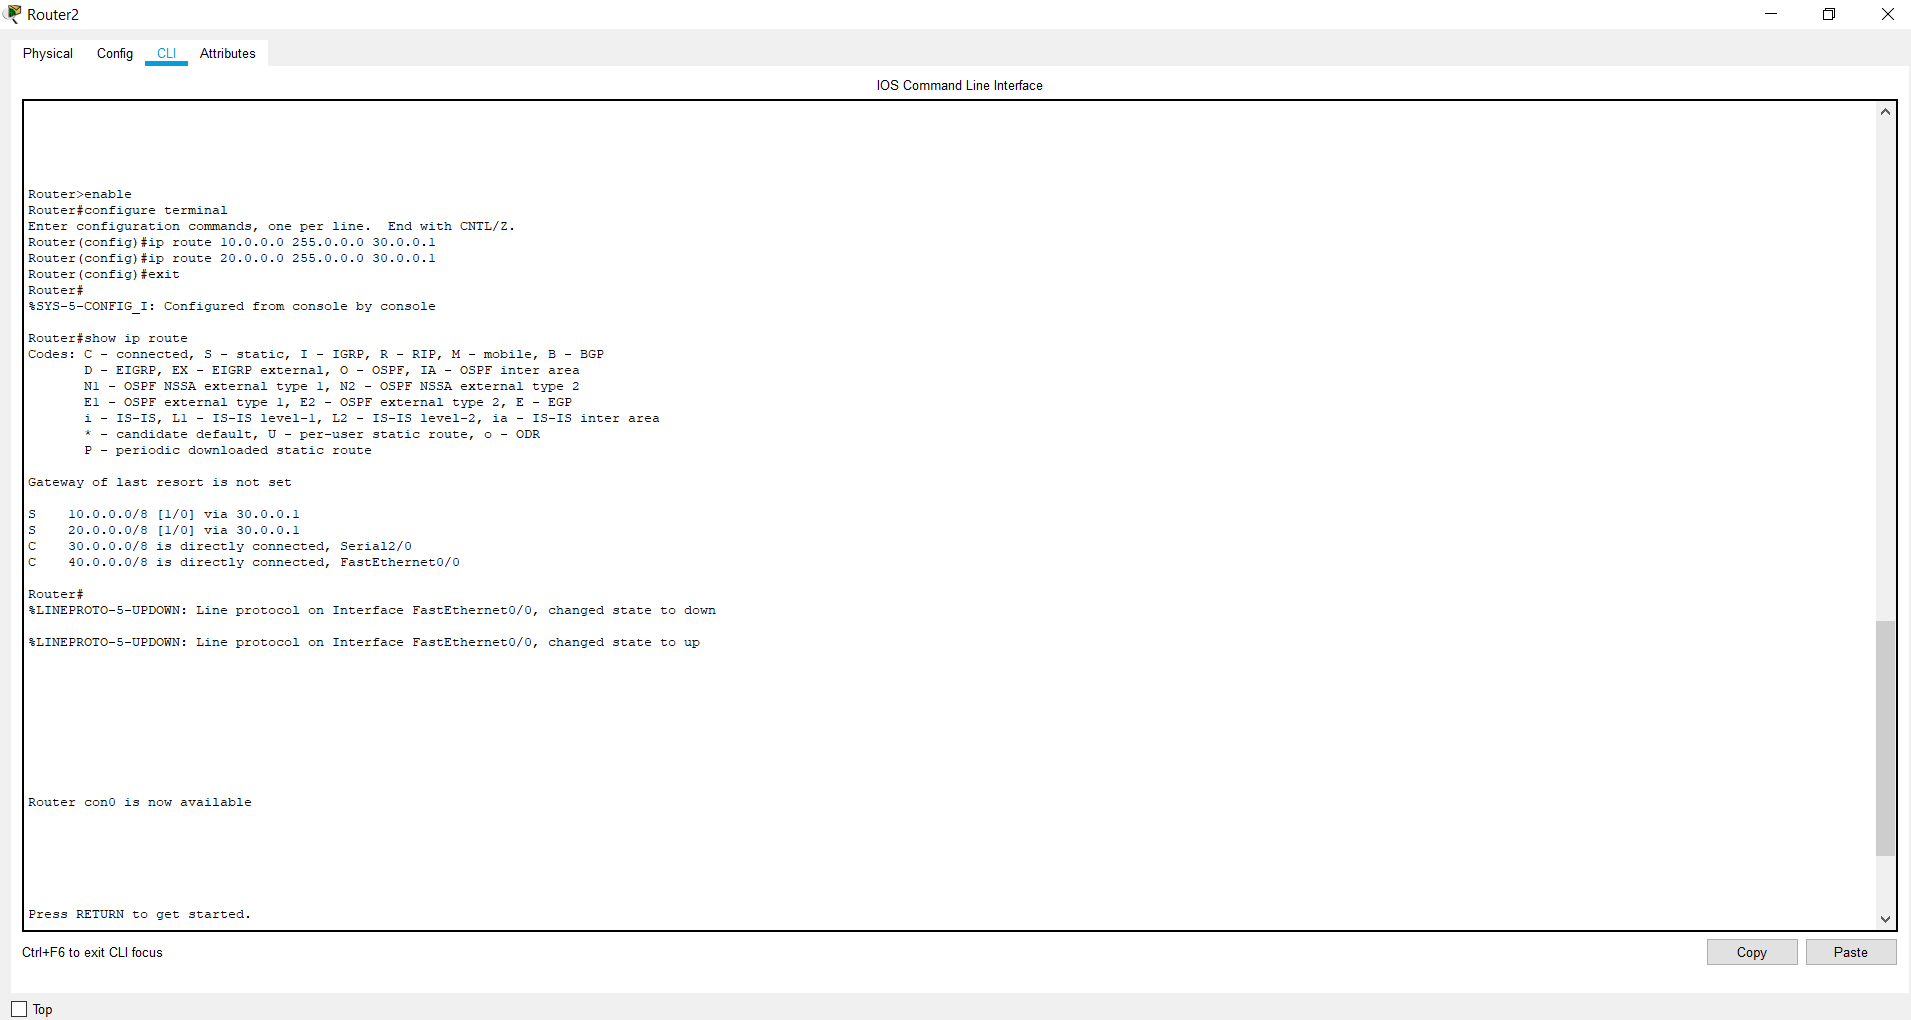 Router2
Physical Config CLI Attributes
IOS Command Line Interface
Router>enable
Router#configure terminal
Enter configuration commands, one per line.  End with CNTL/Z.
Router(config)#ip route 10.0.0.0 255.0.0.0 30.0.0.1
Router(config)#ip route 20.0.0.0 255.0.0.0 30.0.0.1
Router(config)#exit
Router#
%SYS-5-CONFIG_I: Configured from console by console
Router#show ip route
Codes: C - connected, S - static, I - IGRP, R - RIP, M - mobile, B - BGP
       D - EIGRP, EX - EIGRP external, O - OSPF, IA - OSPF inter area
       N1 - OSPF NSSA external type 1, N2 - OSPF NSSA external type 2
       E1 - OSPF external type 1, E2 - OSPF external type 2, E - EGP
       i - IS-IS, L1 - IS-IS level-1, L2 - IS-IS level-2, ia - IS-IS inter area
       * - candidate default, U - per-user static route, o - ODR
       P - periodic downloaded static route
Gateway of last resort is not set
S    10.0.0.0/8 [1/0] via 30.0.0.1
S    20.0.0.0/8 [1/0] via 30.0.0.1
C    30.0.0.0/8 is directly connected, Serial2/0
C    40.0.0.0/8 is directly connected, FastEthernet0/0
Router#
%LINEPROTO-5-UPDOWN: Line protocol on Interface FastEthernet0/0, changed state to down
%LINEPROTO-5-UPDOWN: Line protocol on Interface FastEthernet0/0, changed state to up
Router con0 is now available
Press RETURN to get started.
Ctrl+F6 to exit CLI focus
Copy Paste
Top